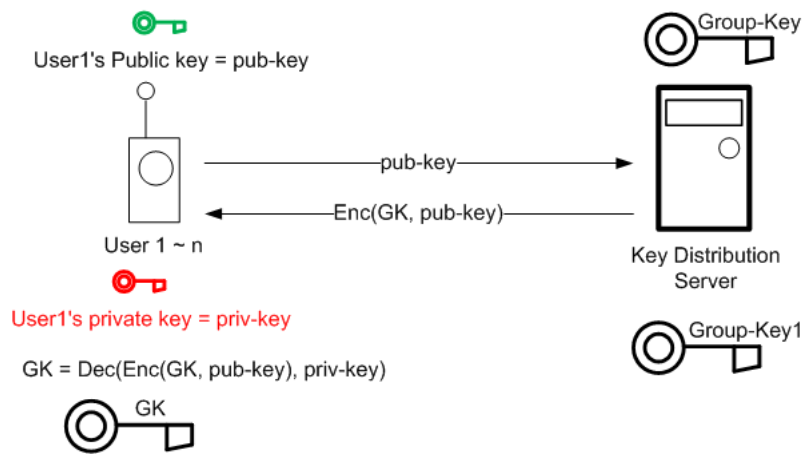 Group-Key
User1's Public key = pub-key
pub-key
Enc(GK, pub-key)
User 1 ~ n
Key Distribution
Server
User1's private key = priv-key
Group-Key1
GK = Dec(Enc(GK, pub-key), priv-key)
GK